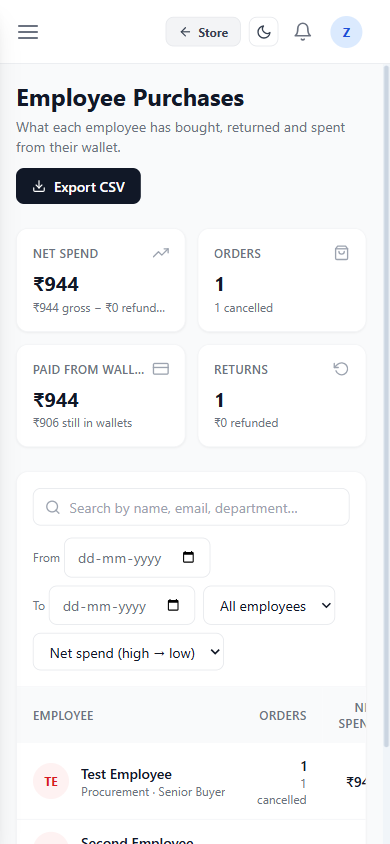 Store
Z
Employee Purchases
What each employee has bought, returned and spent
from their wallet.
Export CSV
NET SPEND
₹944
₹944 gross − ₹0 refund...
ORDERS
1
1 cancelled
PAID FROM WALL...
₹944
₹906 still in wallets
RETURNS
1
₹0 refunded
Search by name, email, department...
From dd-mm-yyyy
To dd-mm-yyyy All employees
Net spend (high → low)
EMPLOYEE ORDERS
TE
Test Employee
Procurement · Senior Buyer
1
1
cancelled
Second Employee